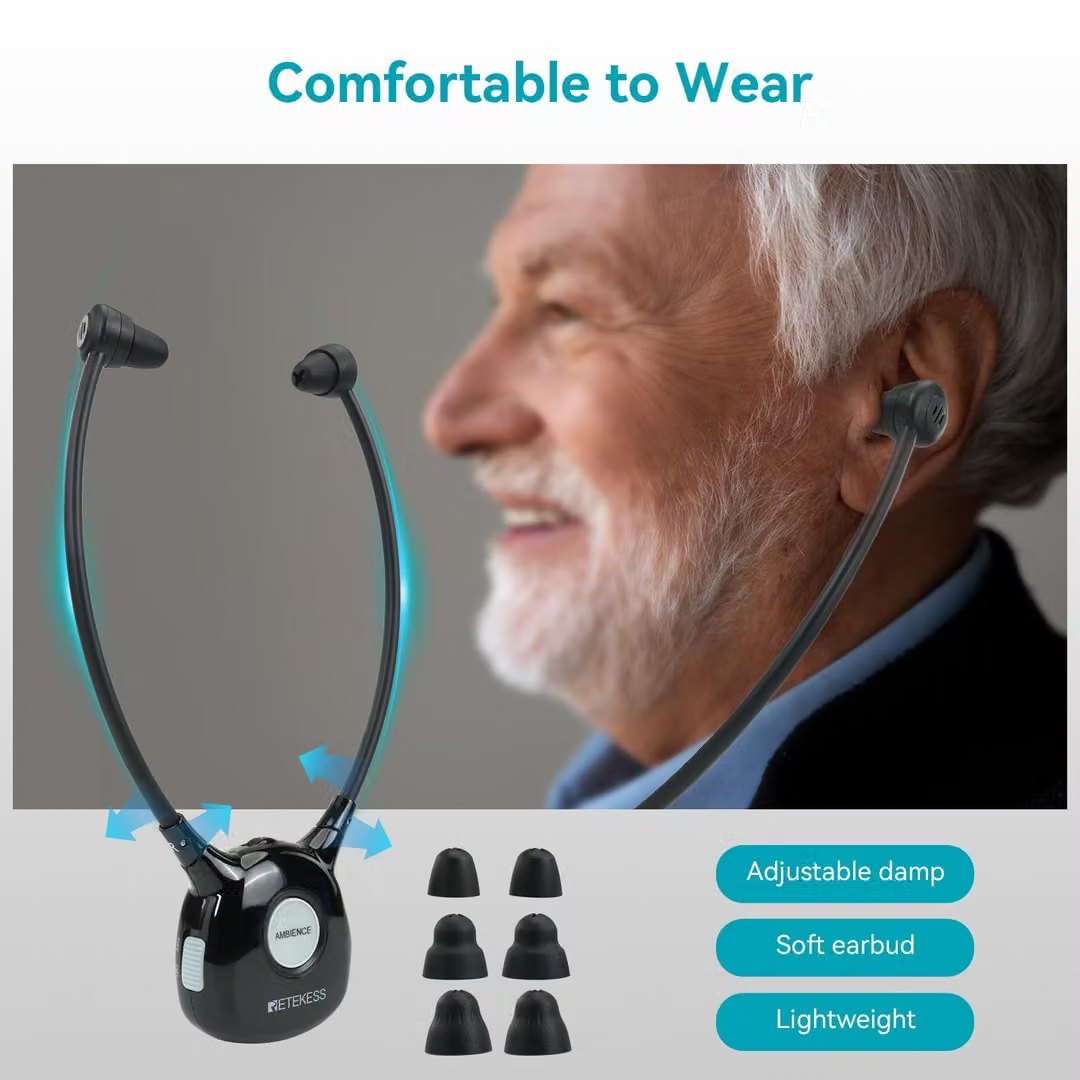 Comfortable to Wear
R
AMBIENCE
RETEKESS
Adjustable damp
Soft earbud
Lightweight